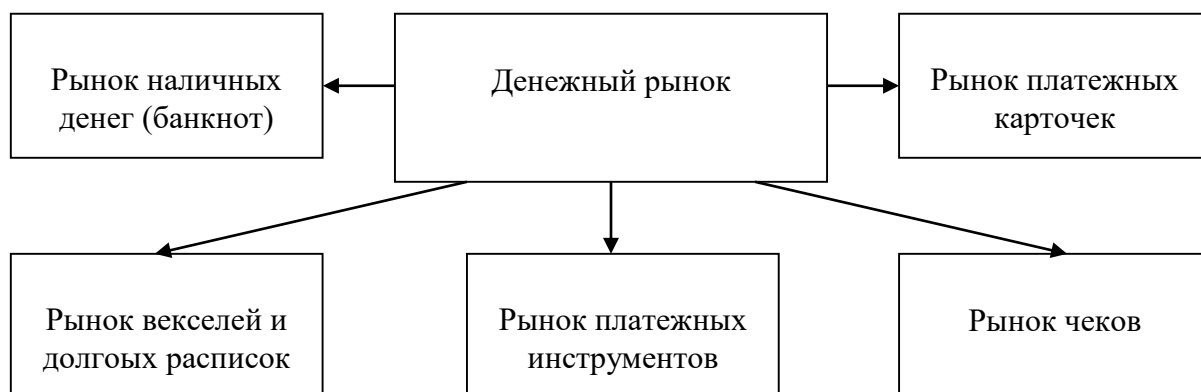 Рынок наличных
денег (банкнот)
Денежный рынок
Рынок платежных
карточек
Рынок векселей и
долгоых расписок
Рынок платежных
инструментов
Рынок чеков